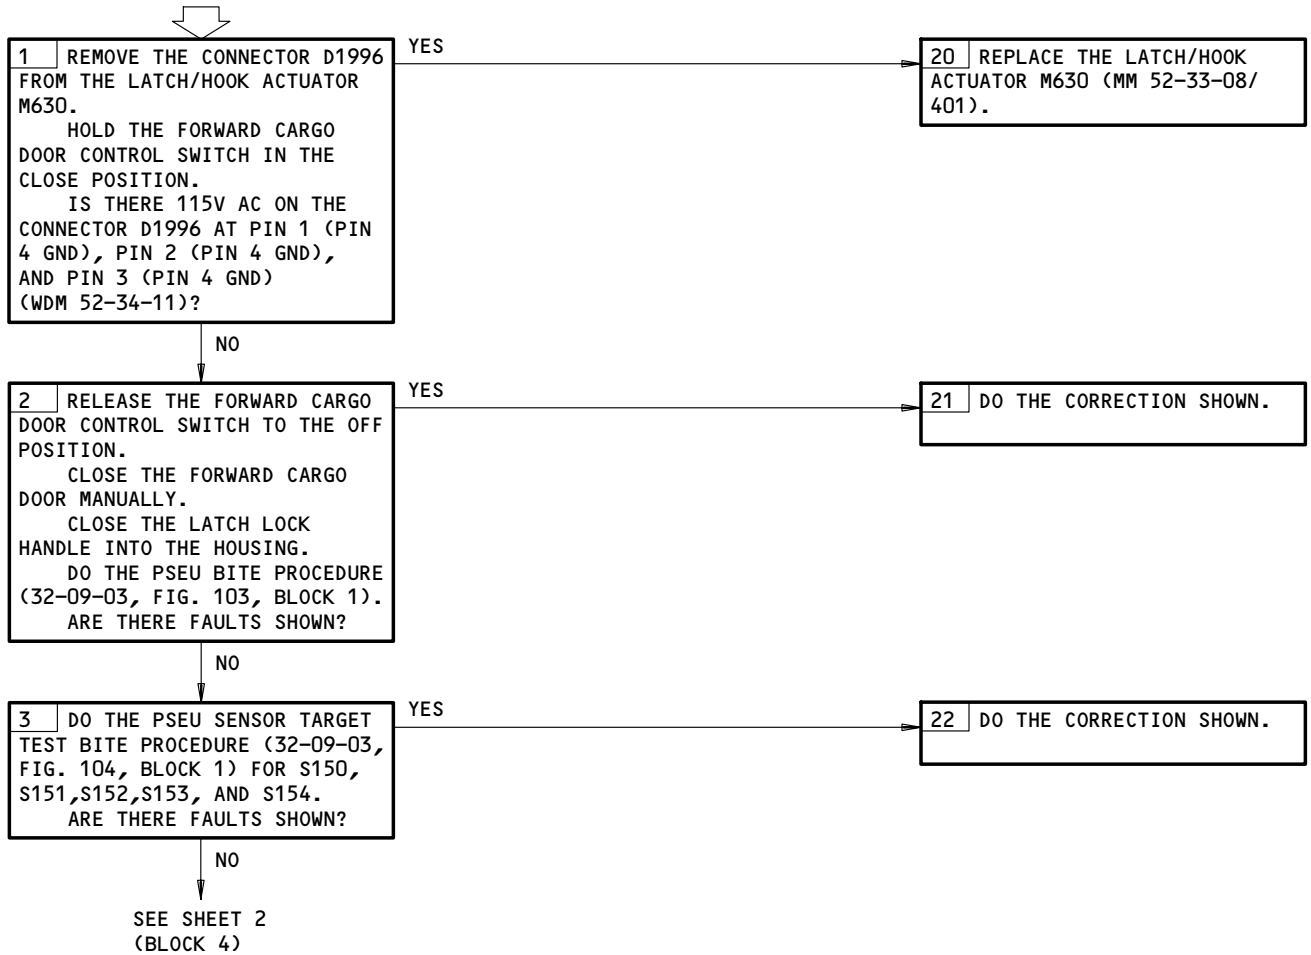 1 REMOVE THE CONNECTOR D1996
FROM THE LATCH/HOOK ACTUATOR
M630.
HOLD THE FORWARD CARGO
DOOR CONTROL SWITCH IN THE
CLOSE POSITION.
IS THERE 115V AC ON THE
CONNECTOR D1996 AT PIN 1 (PIN
4 GND), PIN 2 (PIN 4 GND),
AND PIN 3 (PIN 4 GND)
(WDM 52-34-11)?
YES
20 REPLACE THE LATCH/HOOK
ACTUATOR M630 (MM 52-33-08/
401).
NO
2 RELEASE THE FORWARD CARGO
DOOR CONTROL SWITCH TO THE OFF
POSITION.
CLOSE THE FORWARD CARGO
DOOR MANUALLY.
CLOSE THE LATCH LOCK
HANDLE INTO THE HOUSING.
DO THE PSEU BITE PROCEDURE
(32-09-03, FIG. 103, BLOCK 1).
ARE THERE FAULTS SHOWN?
YES
21 DO THE CORRECTION SHOWN.
NO
3 DO THE PSEU SENSOR TARGET
TEST BITE PROCEDURE (32-09-03,
FIG. 104, BLOCK 1) FOR S150,
S151,S152,S153, AND S154.
ARE THERE FAULTS SHOWN?
YES
22 DO THE CORRECTION SHOWN.
NO
SEE SHEET 2
(BLOCK 4)